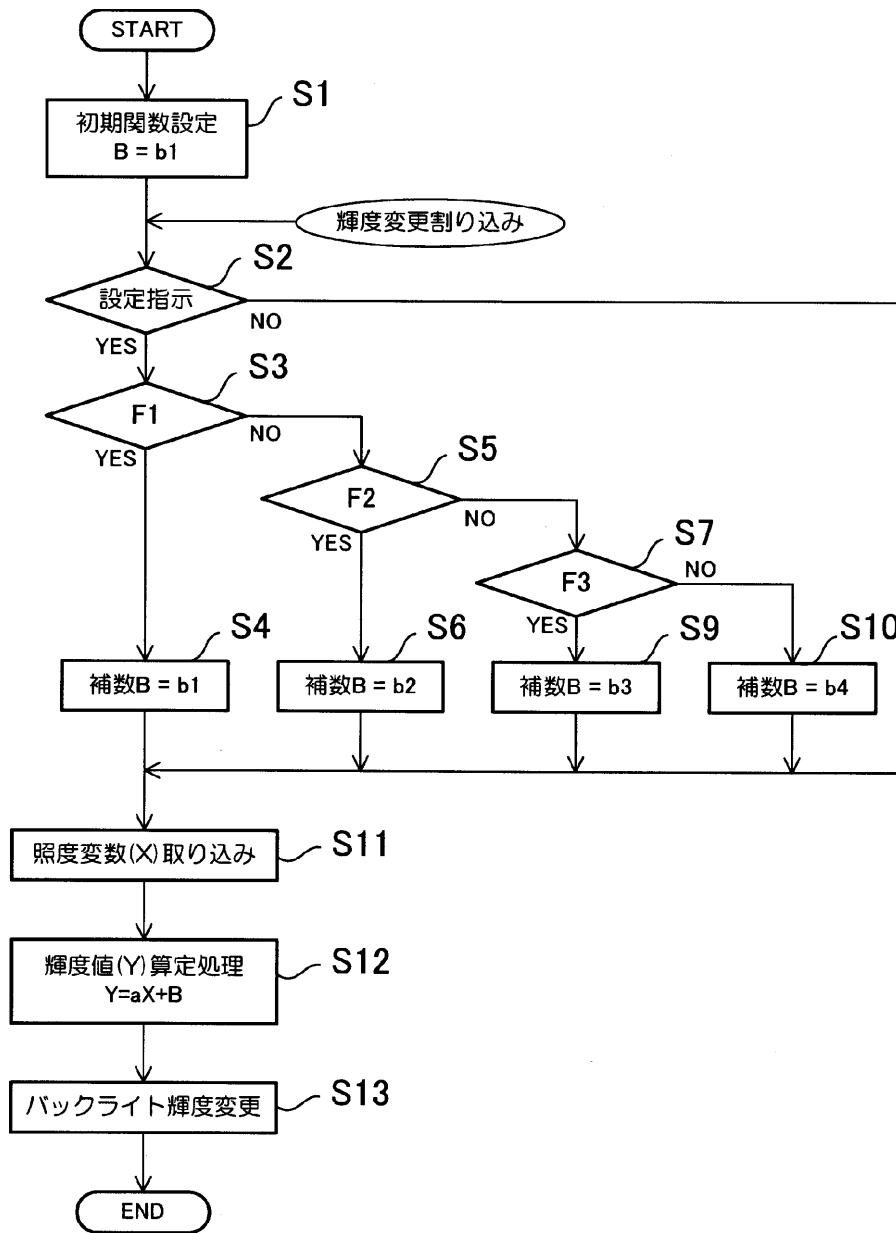 START
S1
初期関数設定
B = b1
輝度変更割り込み
S2
設定指示
NO
YES
S3
F1
NO
YES
S5
F2
NO
YES
S7
F3
NO
YES
S4
補数B = b1
S6
補数B = b2
S9
補数B = b3
S10
補数B = b4
S11
照度変数(X)取り込み
S12
輝度値(Y)算定処理
Y=aX+B
S13
バックライト輝度変更
END